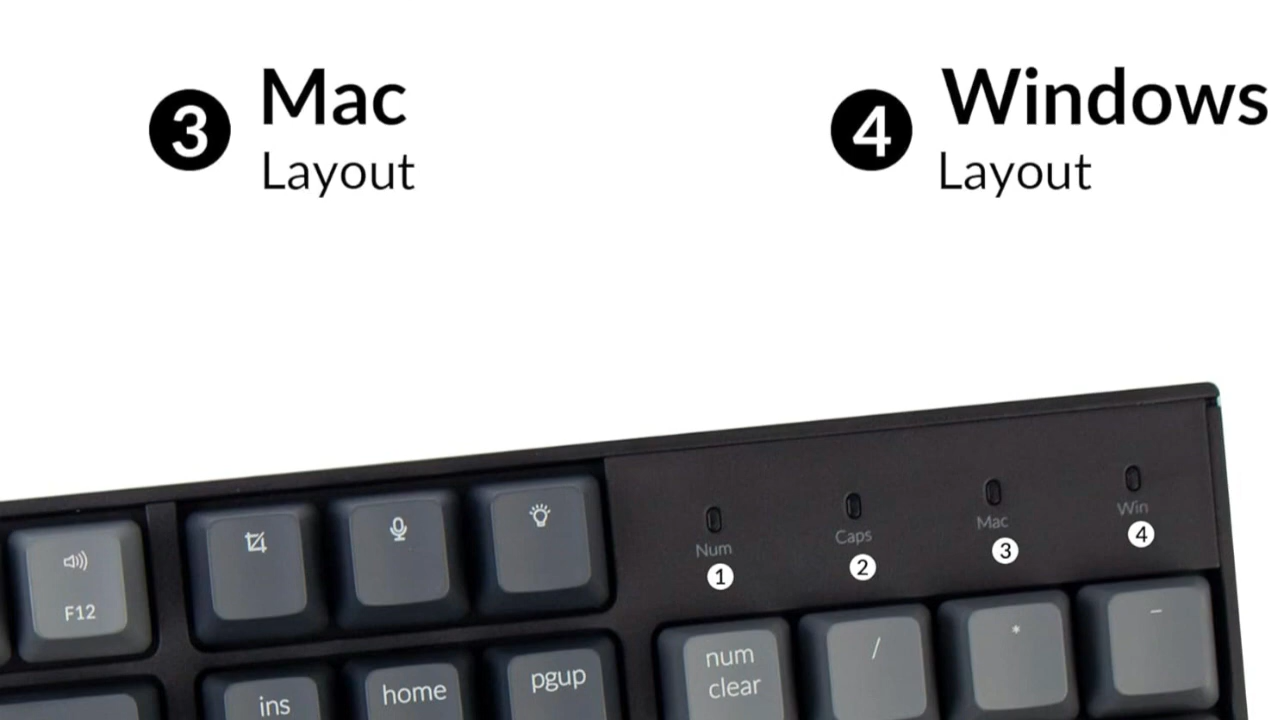 3 Mac
Layout
4 Windows
Layout
Num
1
Caps
2
Mac
3
Win
4
F12
ins
home
pgup
num
clear
/
*
-